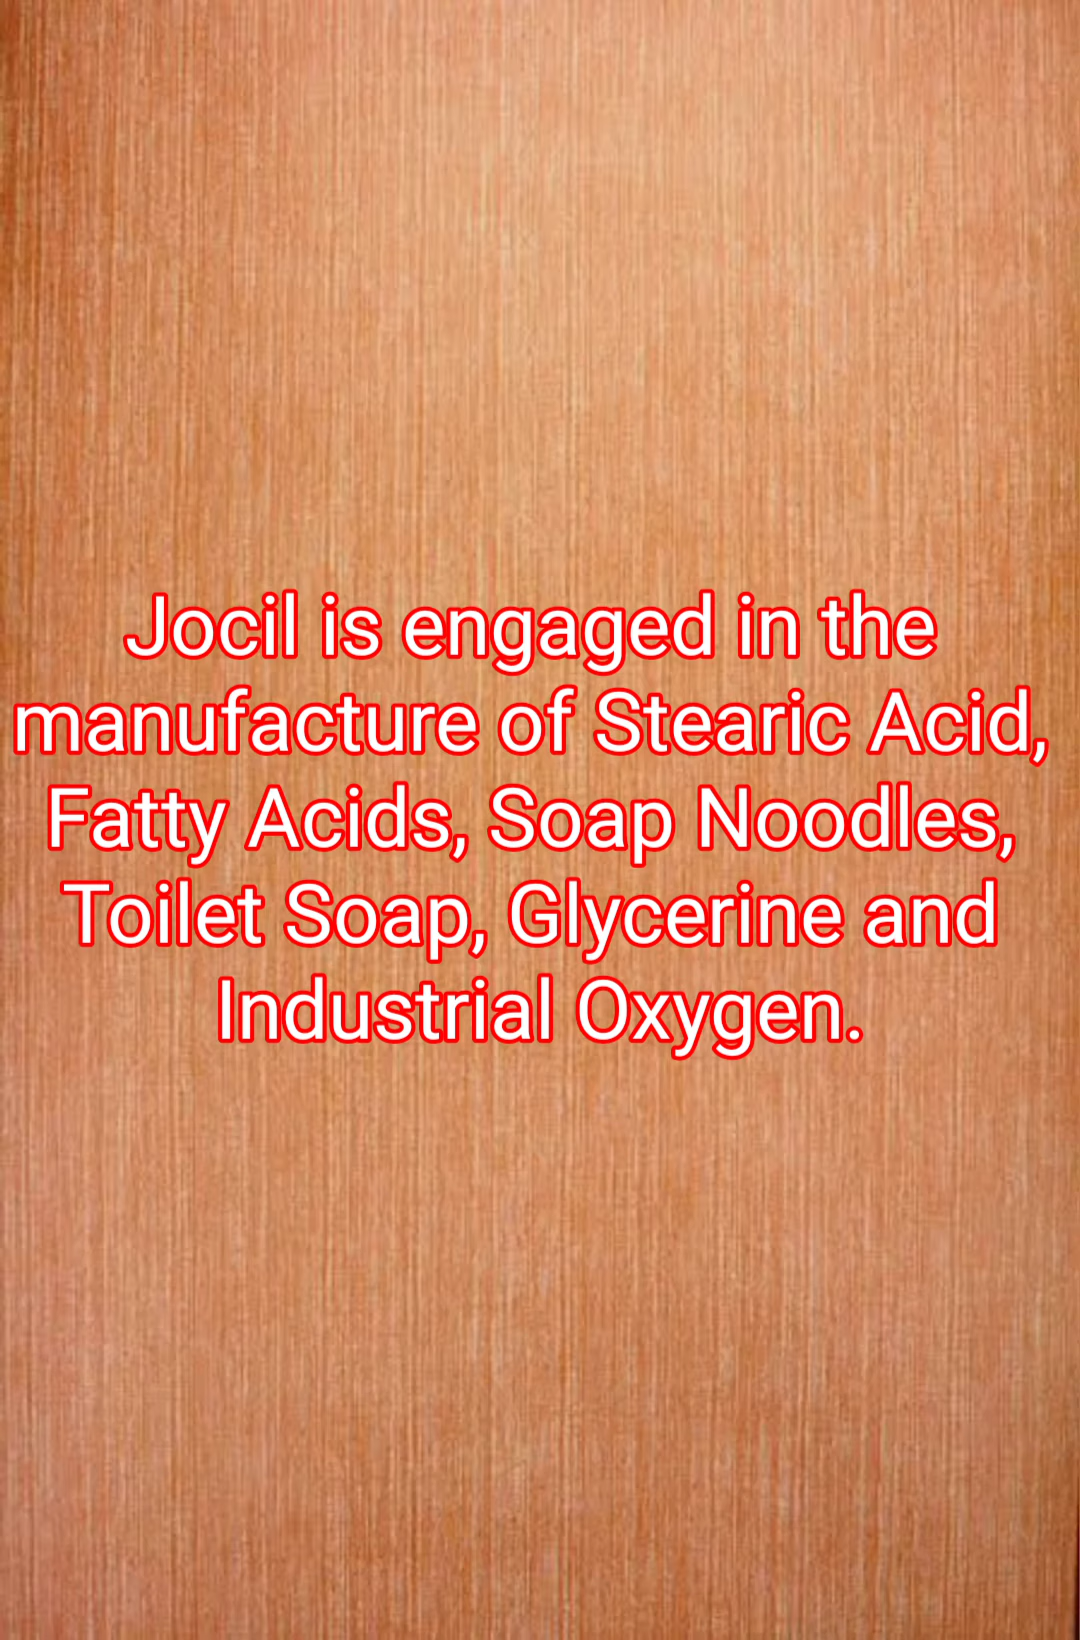 Jocil is engaged in the
manufacture of Stearic Acid,
Fatty Acids, Soap Noodles,
Toilet Soap, Glycerine and
Industrial Oxygen.